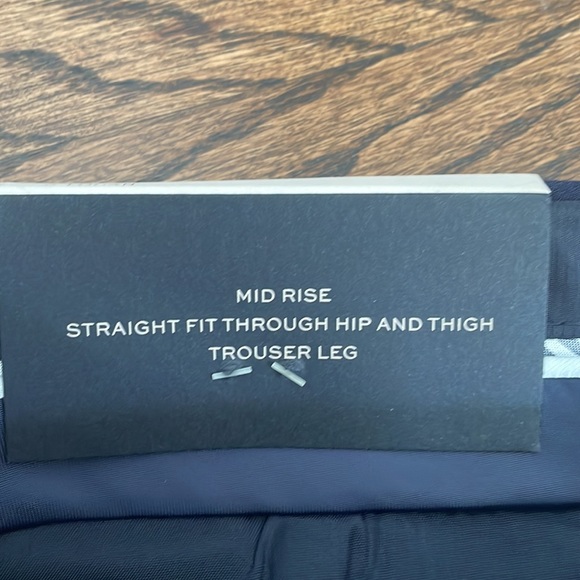 MID RISE
STRAIGHT FIT THROUGH HIP AND THIGH
TROUSER LEG